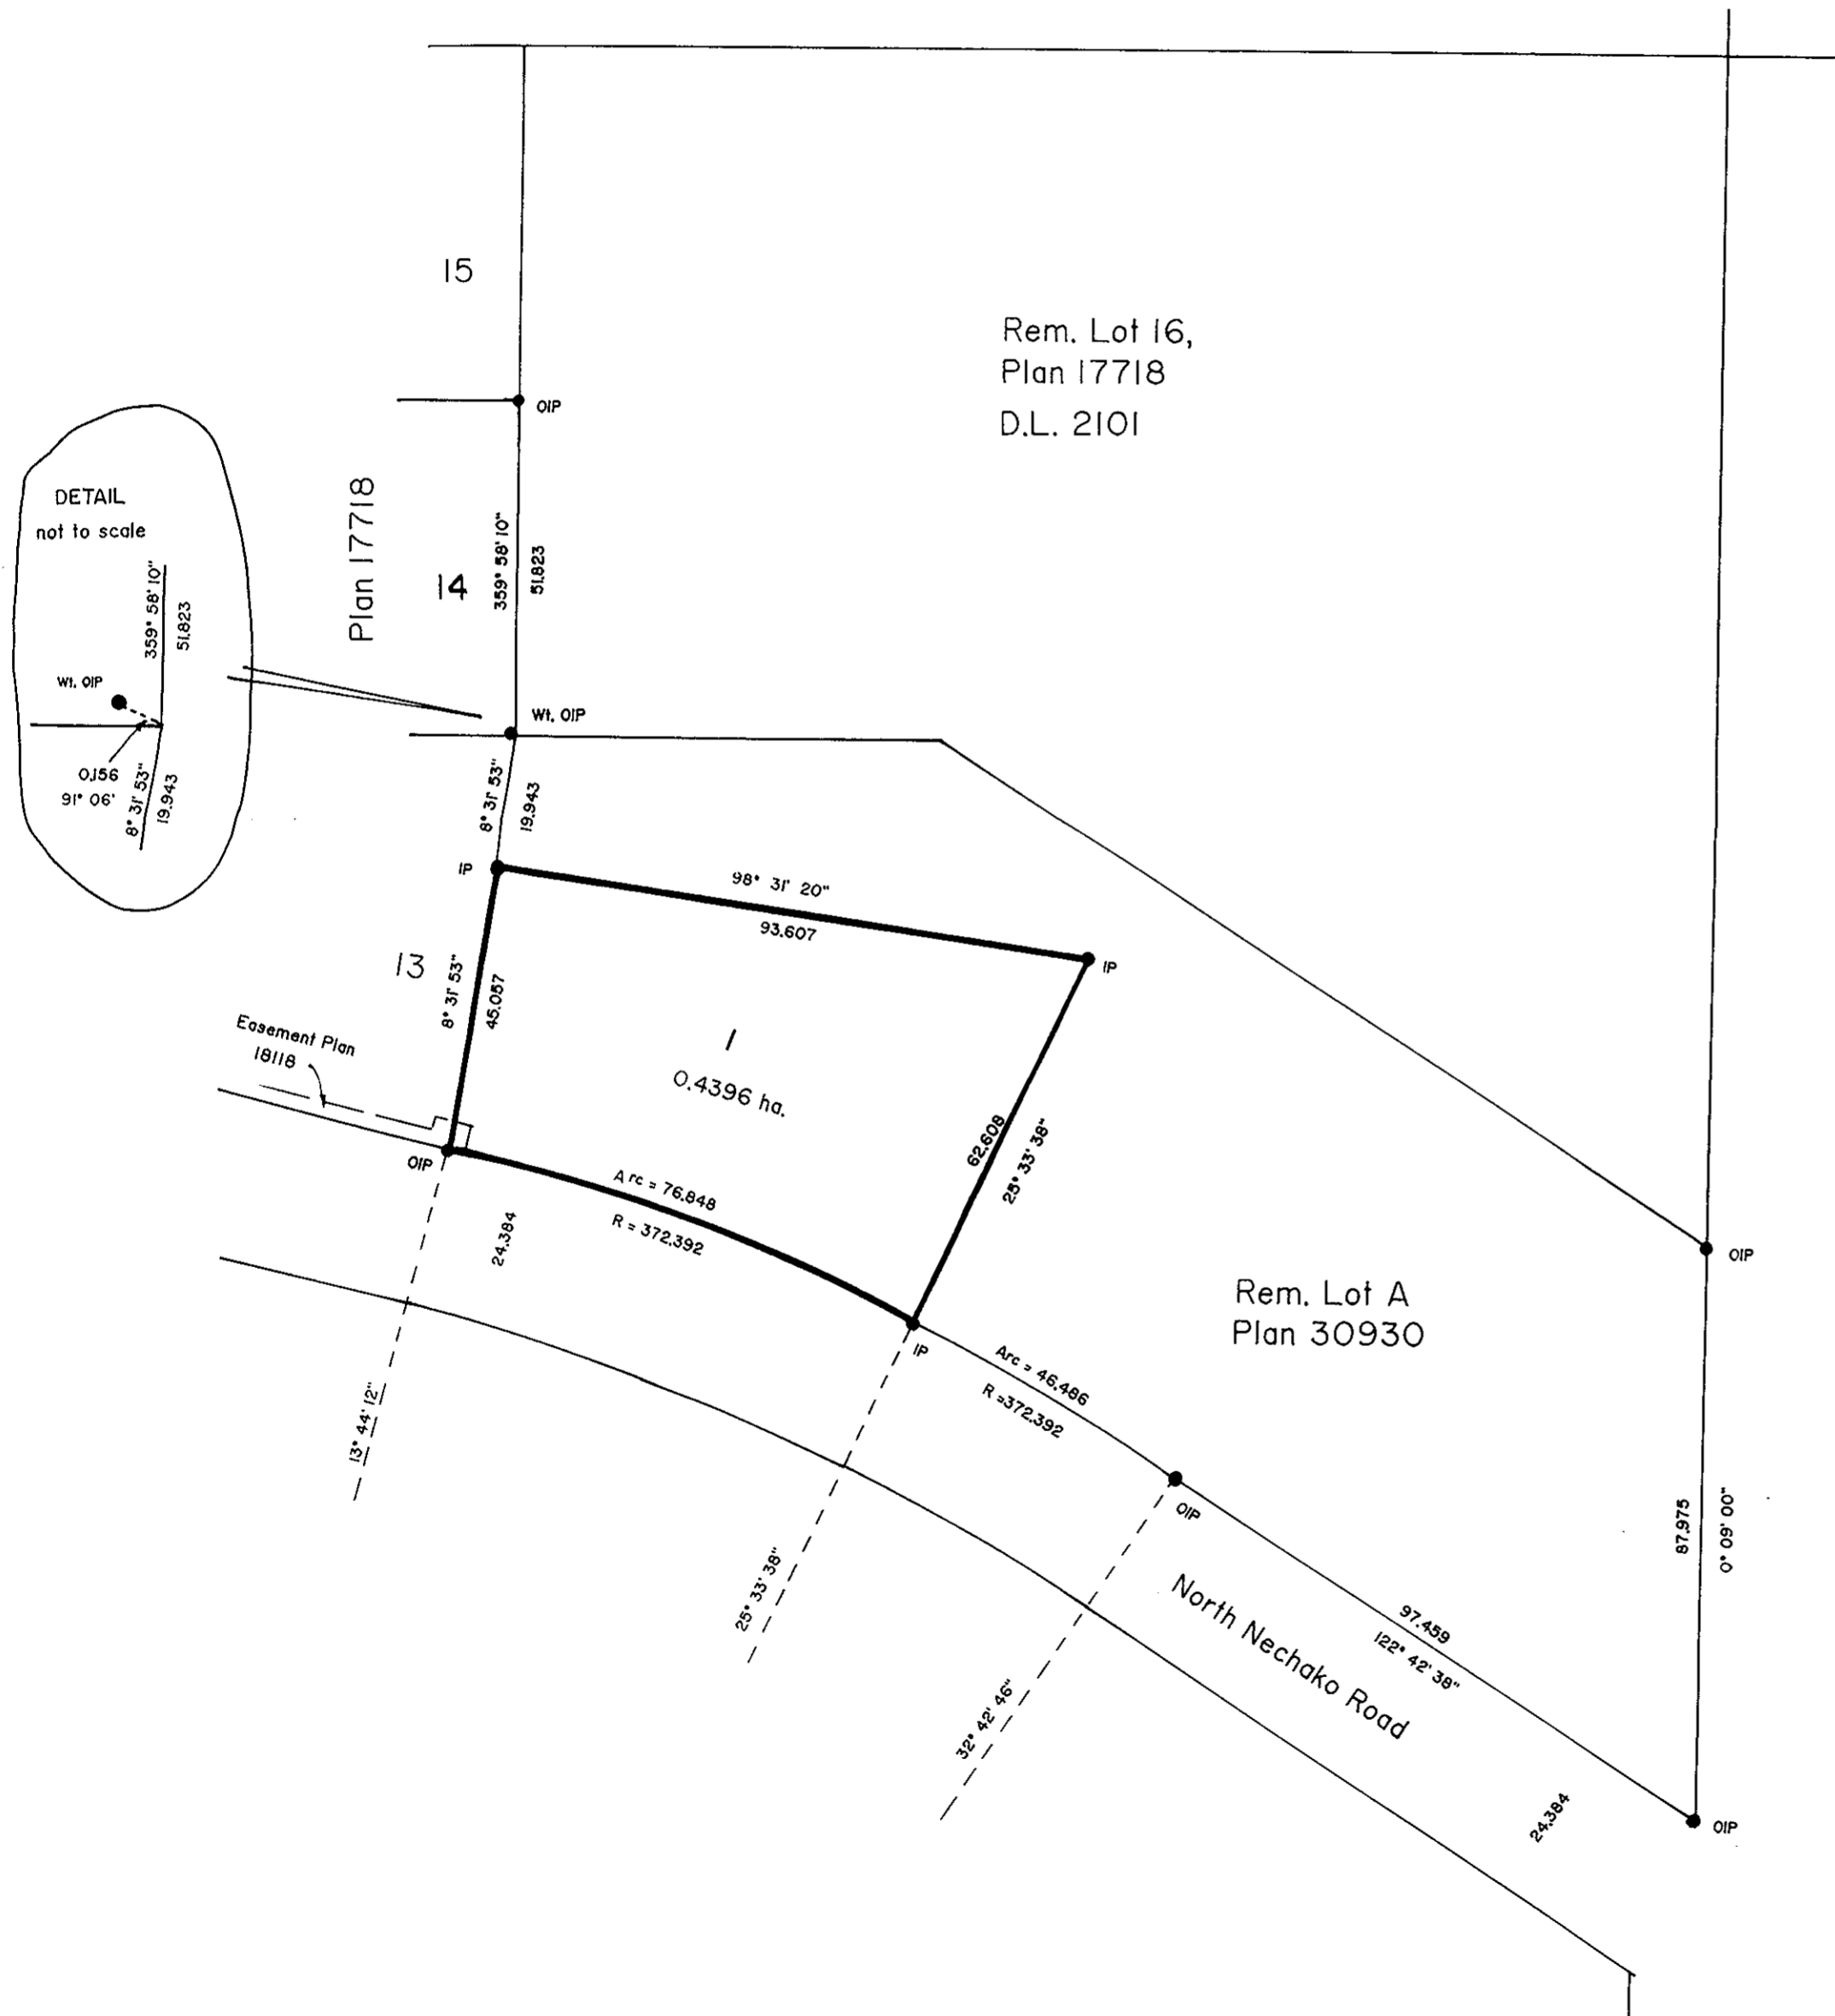 15
Rem. Lot 16,
Plan 17718
D.L. 2101
OIP
DETAIL
not to scale
359° 58' 10"
51.823
Wt. OIP
0.156
91° 06'
8° 31' 53"
19.943
Plan 17718
14
359° 58' 10"
51.823
Wt. OIP
8° 31' 53"
19.943
IP
98° 31' 20"
93.607
IP
13
8° 31' 53"
45.057
1
0.4396 ha.
Easement Plan
18118
62.608
25° 33' 38"
OIP
Arc = 76.848
R = 372.392
24.384
OIP
Rem. Lot A
Plan 30930
IP
Arc = 46.486
R = 372.392
13° 44' 12"
OIP
25° 33' 38"
87.975
0° 09' 00"
North Nechako Road
97.459
122° 42' 38"
32° 42' 46"
24.384
OIP